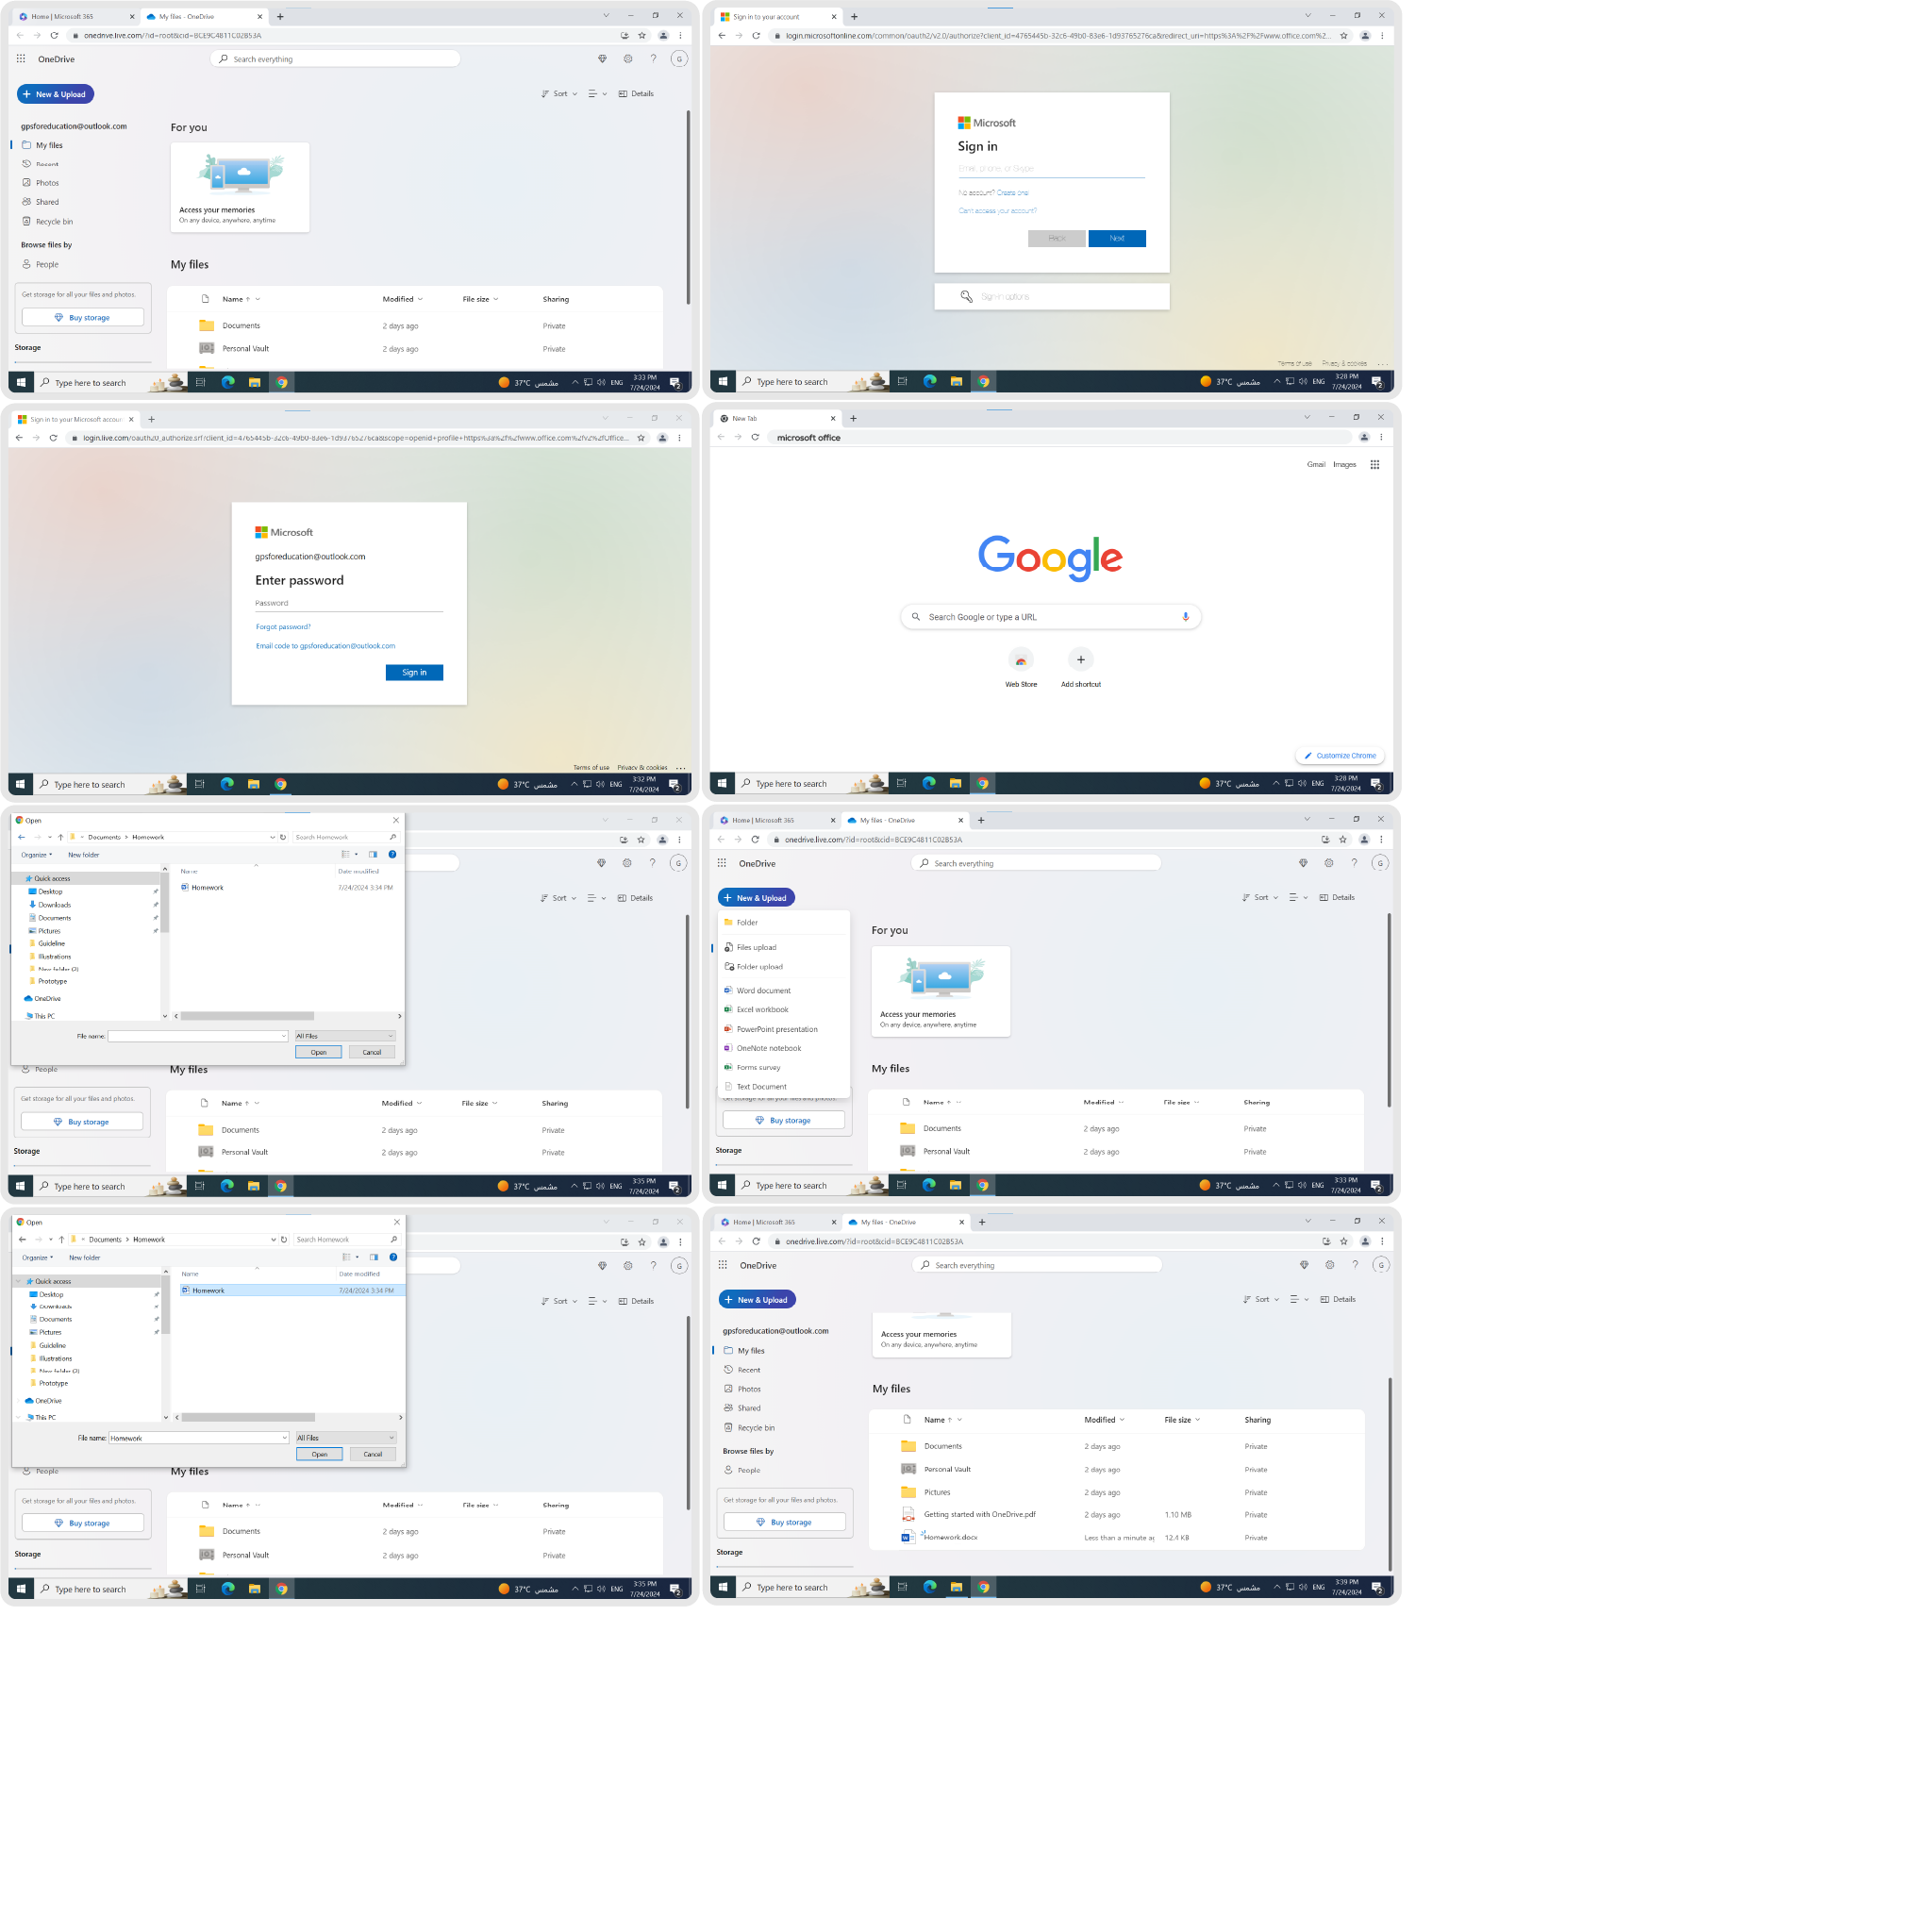 Home | Microsoft 365
My files - OneDrive
onedrive.live.com/?id=root&cid=BCE9C4811C02B53A
OneDrive
Search everything
G
New & Upload
Sort
Details
gpsforeducation@outlook.com
My files
Recent
Photos
Shared
Recycle bin
Browse files by
People
Get storage for all your files and photos.
Buy storage
Storage
For you
Access your memories
On any device, anywhere, anytime
My files
Name Modified File size Sharing
Documents 2 days ago Private
Personal Vault 2 days ago Private
Type here to search
37°C مشمس ENG 3:33 PM
7/24/2024
2
Sign in to your account
login.microsoftonline.com/common/oauth2/v2.0/authorize?client_id=4765445b-32c6-49b0-83e6-1d93765276ca&redirect_uri=https%3A%2F%2Fwww.office.com%2...
Microsoft
Sign in
Email, phone, or Skype
No account? Create one
Can't access your account?
Back
Next
Sign-in options
Terms of use Privacy & cookies ...
Type here to search
37°C مشمس ENG 3:28 PM
7/24/2024
2
Sign in to your Microsoft accoun
login.live.com/oauth20_authorize.srf?client_id=4765445b-32c6-49b0-83e6-1d93765276ca&scope=openid+profile+https%3a%2f%2fwww.office.com%2fv2%2fOffice...
Microsoft
gpsforeducation@outlook.com
Enter password
Password
Forgot password?
Email code to gpsforeducation@outlook.com
Sign in
Terms of use Privacy & cookies ...
Type here to search
37°C مشمس ENG 3:32 PM
7/24/2024
2
New Tab
microsoft office
Gmail Images
Google
Search Google or type a URL
Web Store
Add shortcut
Customize Chrome
Type here to search
37°C مشمس ENG 3:28 PM
7/24/2024
2
Open
Documents > Homework
Search Homework
Organize
New folder
Name
Date modified
Quick access
Desktop
Downloads
Documents
Pictures
Guideline
Illustrations
New folder (3)
Prototype
OneDrive
This PC
Homework 7/24/2024 3:34 PM
File name:
All Files
Open
Cancel
G
Sort
Details
People
Get storage for all your files and photos.
Buy storage
Storage
My files
Name Modified File size Sharing
Documents 2 days ago Private
Personal Vault 2 days ago Private
Type here to search
37°C مشمس ENG 3:35 PM
7/24/2024
2
Home | Microsoft 365
My files - OneDrive
onedrive.live.com/?id=root&cid=BCE9C4811C02B53A
OneDrive
Search everything
G
New & Upload
Sort
Details
Folder
Files upload
Folder upload
Word document
Excel workbook
PowerPoint presentation
OneNote notebook
Forms survey
Text Document
Get storage for all your files and photos.
Buy storage
Storage
For you
Access your memories
On any device, anywhere, anytime
My files
Name Modified File size Sharing
Documents 2 days ago Private
Personal Vault 2 days ago Private
Type here to search
37°C مشمس ENG 3:33 PM
7/24/2024
2
Open
Documents > Homework
Search Homework
Organize
New folder
Name
Date modified
Quick access
Desktop
Downloads
Documents
Pictures
Guideline
Illustrations
New folder (3)
Prototype
OneDrive
This PC
Homework 7/24/2024 3:34 PM
File name: Homework
All Files
Open
Cancel
G
Sort
Details
People
Get storage for all your files and photos.
Buy storage
Storage
My files
Name Modified File size Sharing
Documents 2 days ago Private
Personal Vault 2 days ago Private
Type here to search
37°C مشمس ENG 3:35 PM
7/24/2024
2
Home | Microsoft 365
My files - OneDrive
onedrive.live.com/?id=root&cid=BCE9C4811C02B53A
OneDrive
Search everything
G
New & Upload
Sort
Details
gpsforeducation@outlook.com
My files
Recent
Photos
Shared
Recycle bin
Browse files by
People
Get storage for all your files and photos.
Buy storage
Storage
Access your memories
On any device, anywhere, anytime
My files
Name Modified File size Sharing
Documents 2 days ago Private
Personal Vault 2 days ago Private
Pictures 2 days ago Private
Getting started with OneDrive.pdf 2 days ago 1.10 MB Private
Homework.docx Less than a minute ag 12.4 KB Private
Type here to search
37°C مشمس ENG 3:39 PM
7/24/2024
2